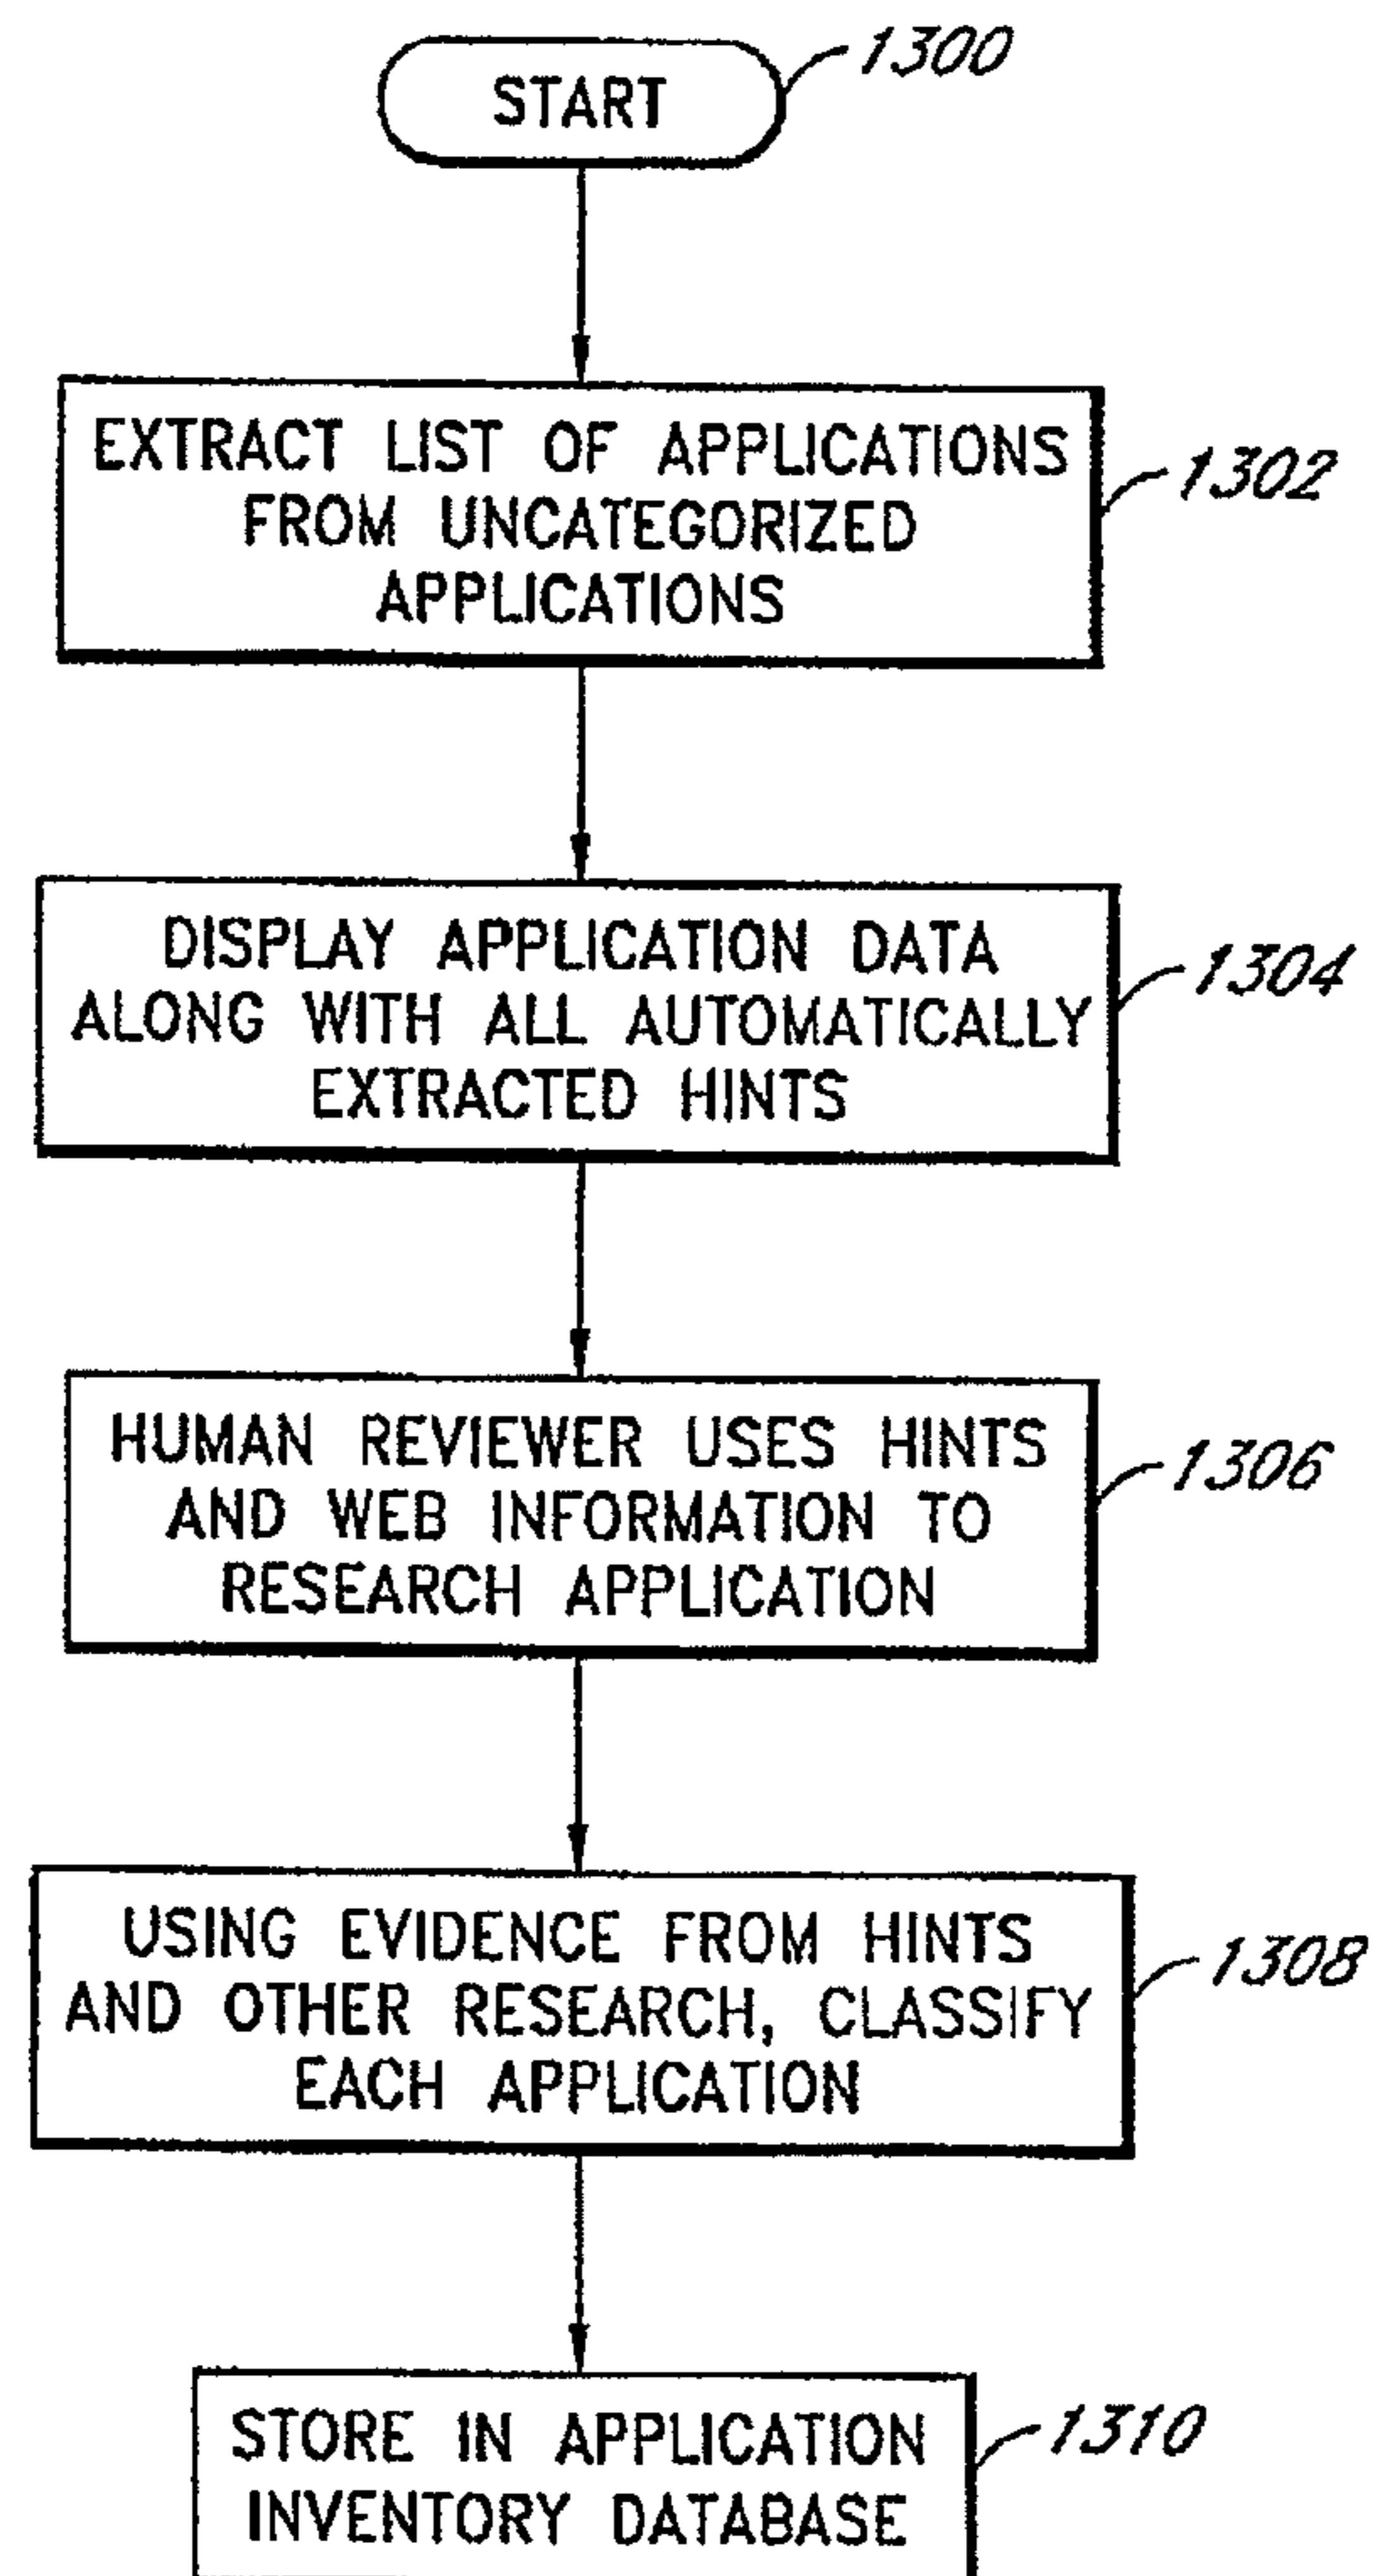 START
1300
EXTRACT LIST OF APPLICATIONS
FROM UNCATEGORIZED
APPLICATIONS
1302
DISPLAY APPLICATION DATA
ALONG WITH ALL AUTOMATICALLY
EXTRACTED HINTS
1304
HUMAN REVIEWER USES HINTS
AND WEB INFORMATION TO
RESEARCH APPLICATION
1306
USING EVIDENCE FROM HINTS
AND OTHER RESEARCH, CLASSIFY
EACH APPLICATION
1308
STORE IN APPLICATION
INVENTORY DATABASE
1310